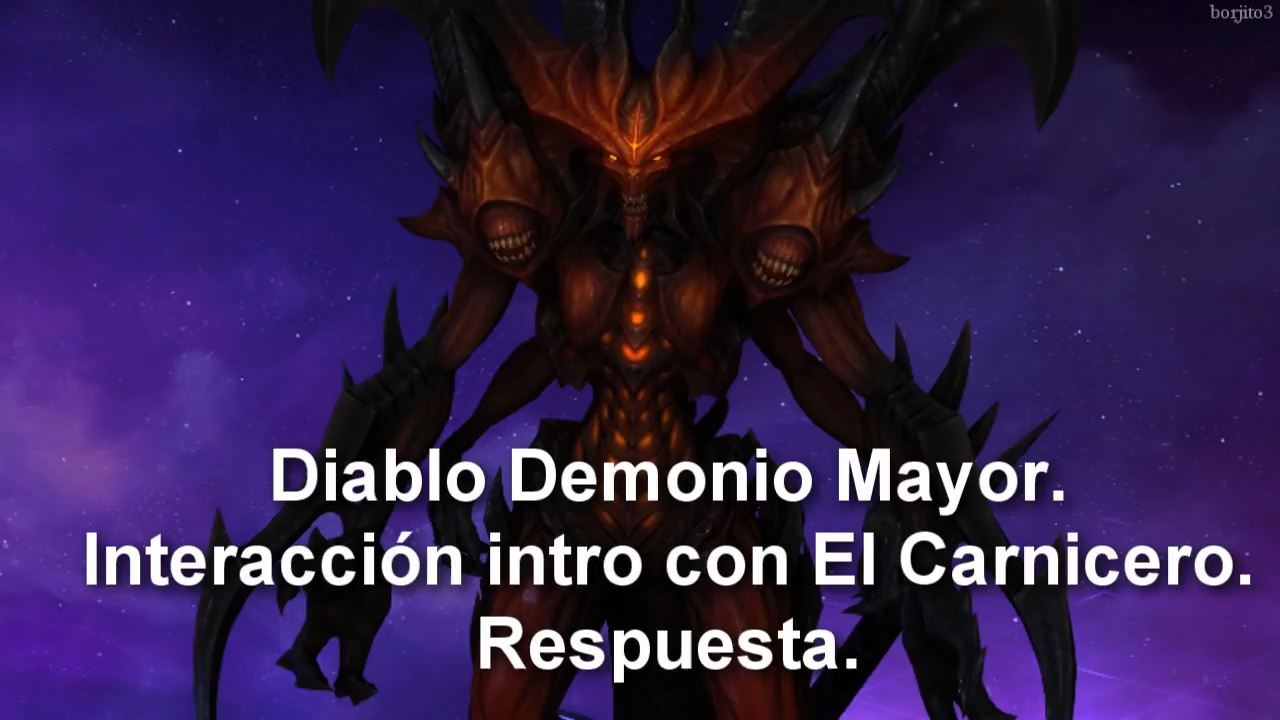 borjito3
Diablo Demonio Mayor.
Interacción intro con El Carnicero.
Respuesta.